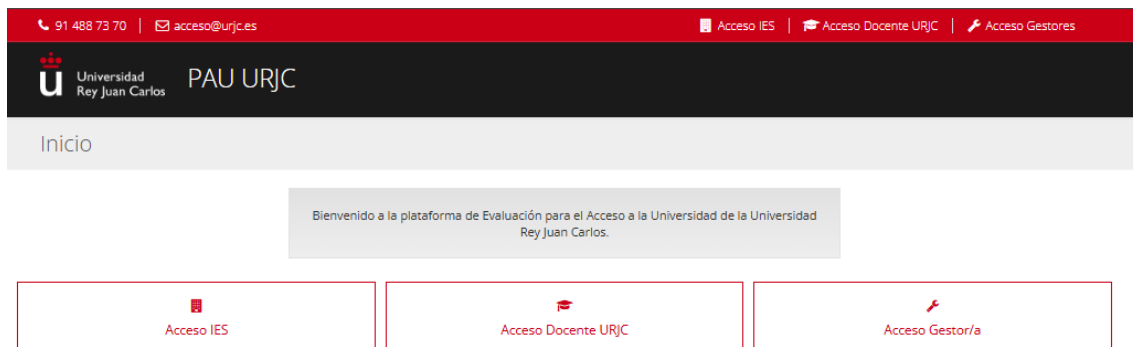 91 488 73 70 | acceso@urjc.es Acceso IES | Acceso Docente URJC | Acceso Gestores
Universidad
Rey Juan Carlos
PAU URJC
Inicio
Bienvenido a la plataforma de Evaluación para el Acceso a la Universidad de la Universidad
Rey Juan Carlos.
Acceso IES
Acceso Docente URJC
Acceso Gestor/a